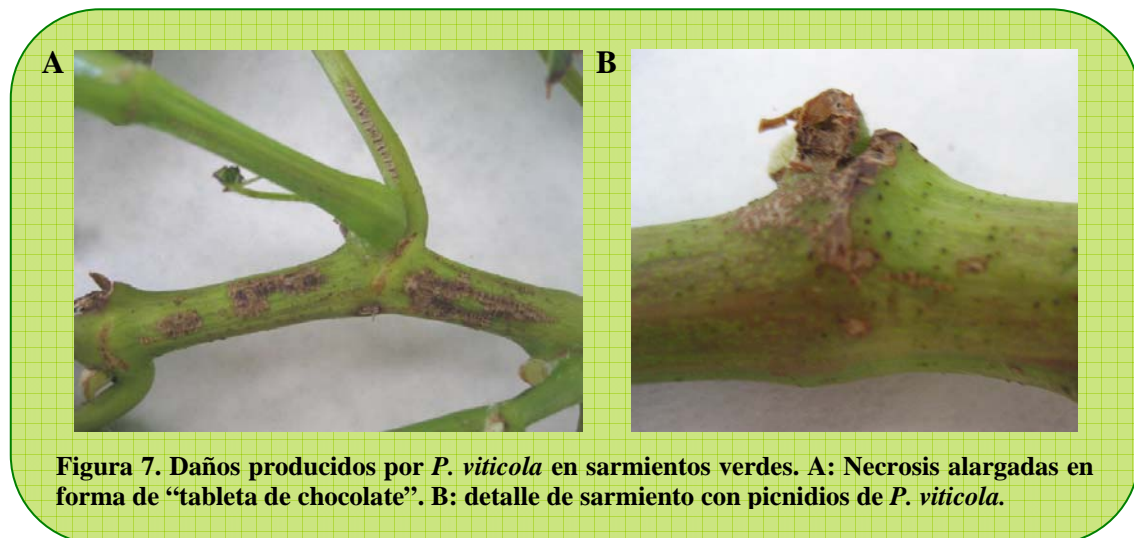 A
B
Figura 7. Daños producidos por P. viticola en sarmientos verdes. A: Necrosis alargadas en
forma de “tableta de chocolate”. B: detalle de sarmiento con picnidios de P. viticola.